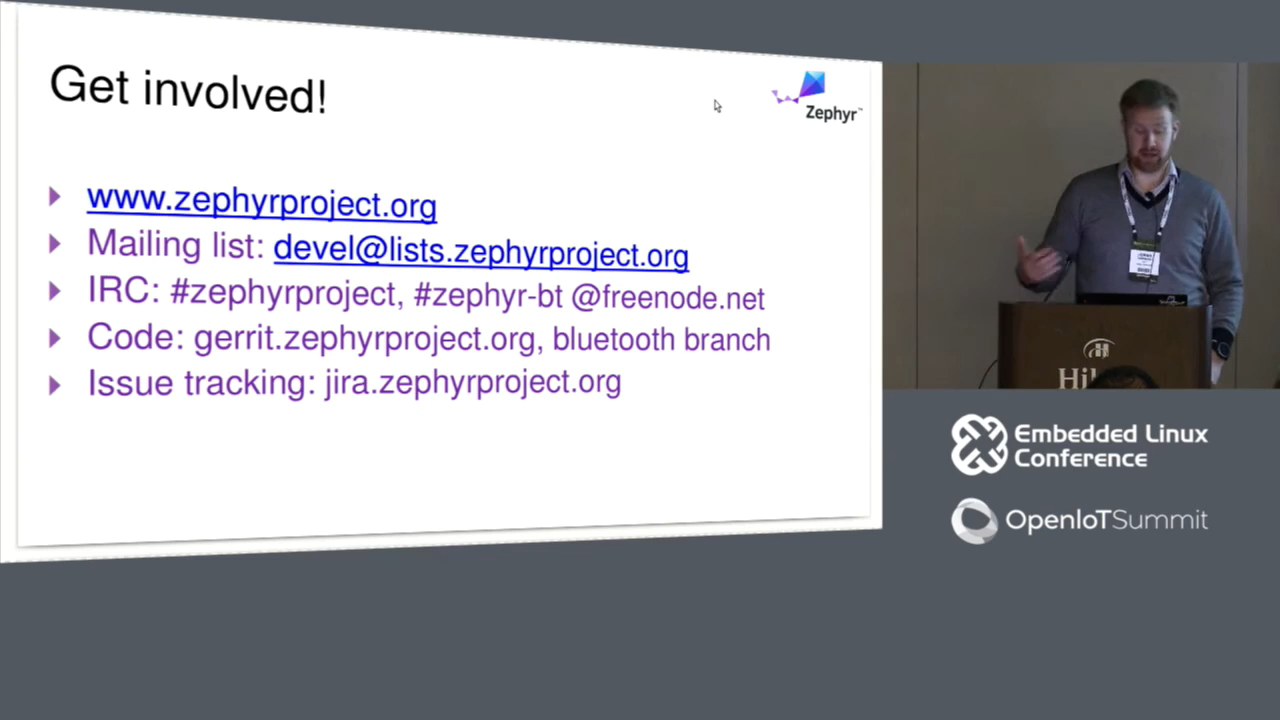 Get involved!
Zephyr™
www.zephyrproject.org
Mailing list: devel@lists.zephyrproject.org
IRC: #zephyrproject, #zephyr-bt @freenode.net
Code: gerrit.zephyrproject.org, bluetooth branch
Issue tracking: jira.zephyrproject.org
Embedded Linux
Conference
OpenIoTSummit